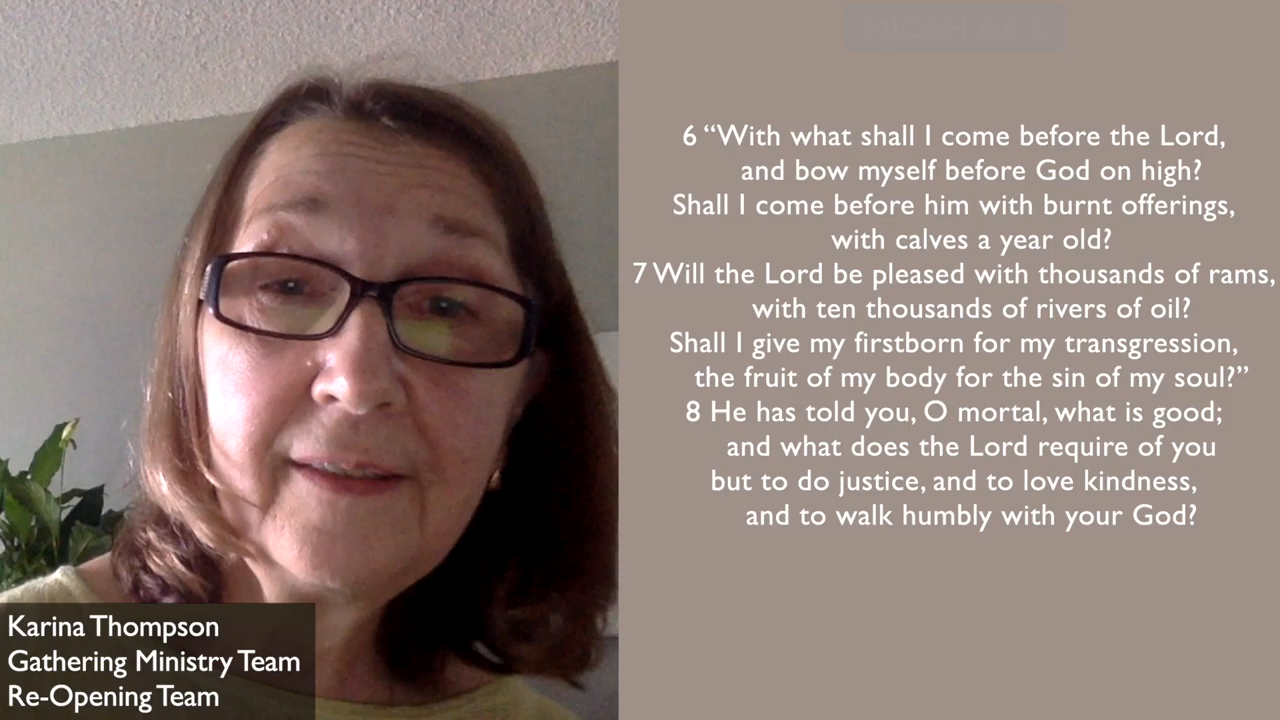 6 “With what shall I come before the Lord,
and bow myself before God on high?
Shall I come before him with burnt offerings,
with calves a year old?
7 Will the Lord be pleased with thousands of rams,
with ten thousands of rivers of oil?
Shall I give my firstborn for my transgression,
the fruit of my body for the sin of my soul?”
8 He has told you, O mortal, what is good;
and what does the Lord require of you
but to do justice, and to love kindness,
and to walk humbly with your God?
Karina Thompson
Gathering Ministry Team
Re-Opening Team